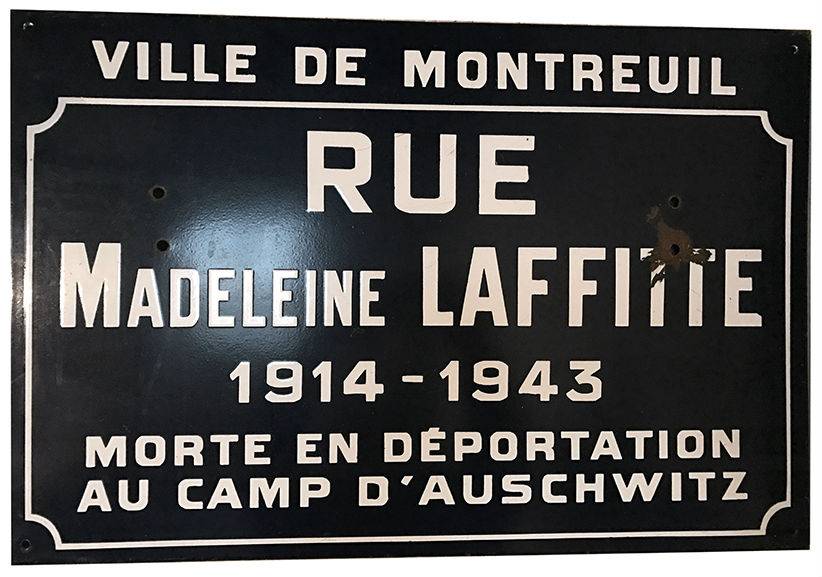 VILLE DE MONTREUIL
RUE
MADELEINE LAFFITTE
1914-1943
MORTE EN DÉPORTATION
AU CAMP D'AUSCHWITZ